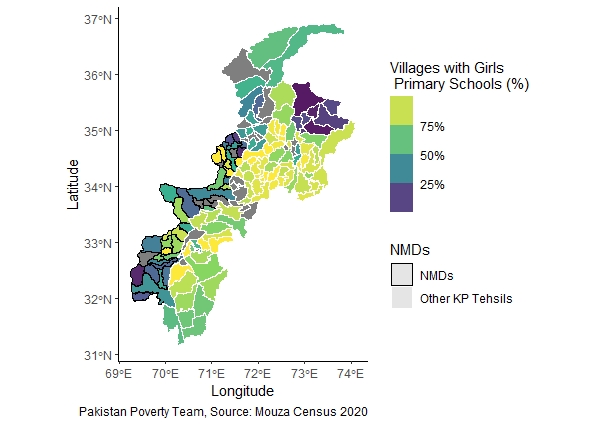 37°N
36°N
35°N
34°N
33°N
32°N
31°N
Latitude
69°E 70°E 71°E 72°E 73°E 74°E
Longitude
Pakistan Poverty Team, Source: Mouza Census 2020
Villages with Girls
Primary Schools (%)
75%
50%
25%
NMDs
NMDs
Other KP Tehsils